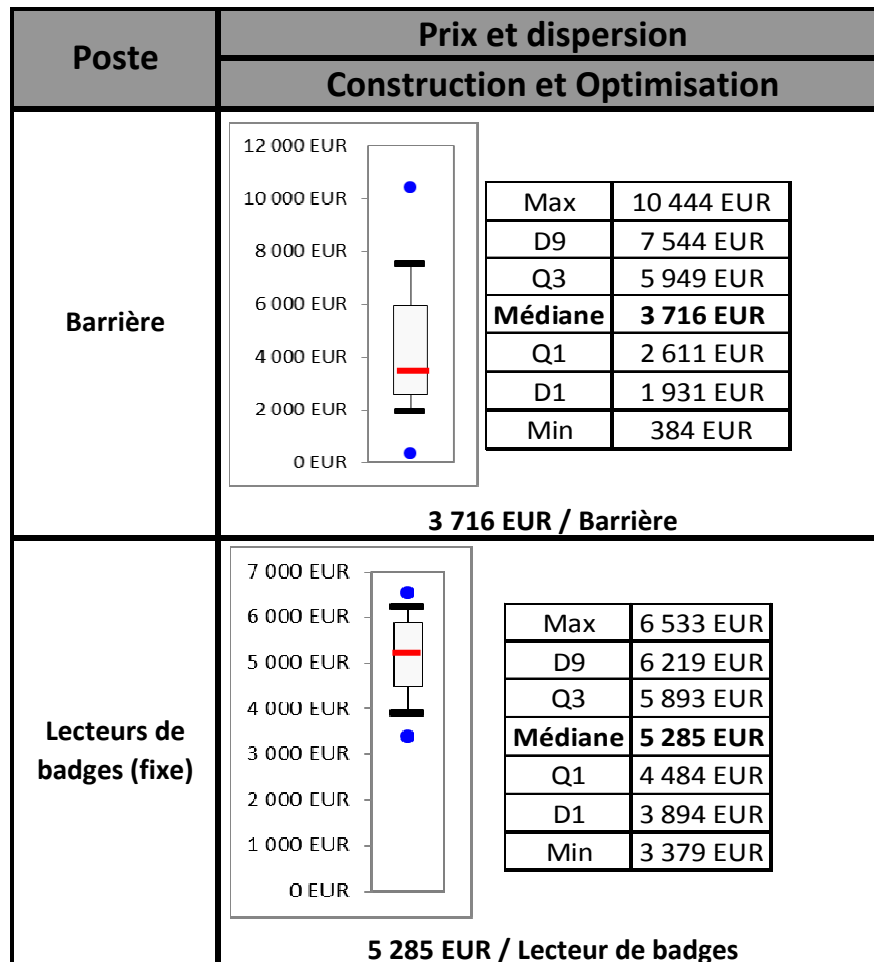 Poste
Prix et dispersion
Construction et Optimisation
Barrière
12 000 EUR
10 000 EUR
8 000 EUR
6 000 EUR
4 000 EUR
2 000 EUR
0 EUR
Max 10 444 EUR
D9 7 544 EUR
Q3 5 949 EUR
Médiane 3 716 EUR
Q1 2 611 EUR
D1 1 931 EUR
Min 384 EUR
3 716 EUR / Barrière
Lecteurs de
badges (fixe)
7 000 EUR
6 000 EUR
5 000 EUR
4 000 EUR
3 000 EUR
2 000 EUR
1 000 EUR
0 EUR
Max 6 533 EUR
D9 6 219 EUR
Q3 5 893 EUR
Médiane 5 285 EUR
Q1 4 484 EUR
D1 3 894 EUR
Min 3 379 EUR
5 285 EUR / Lecteur de badges